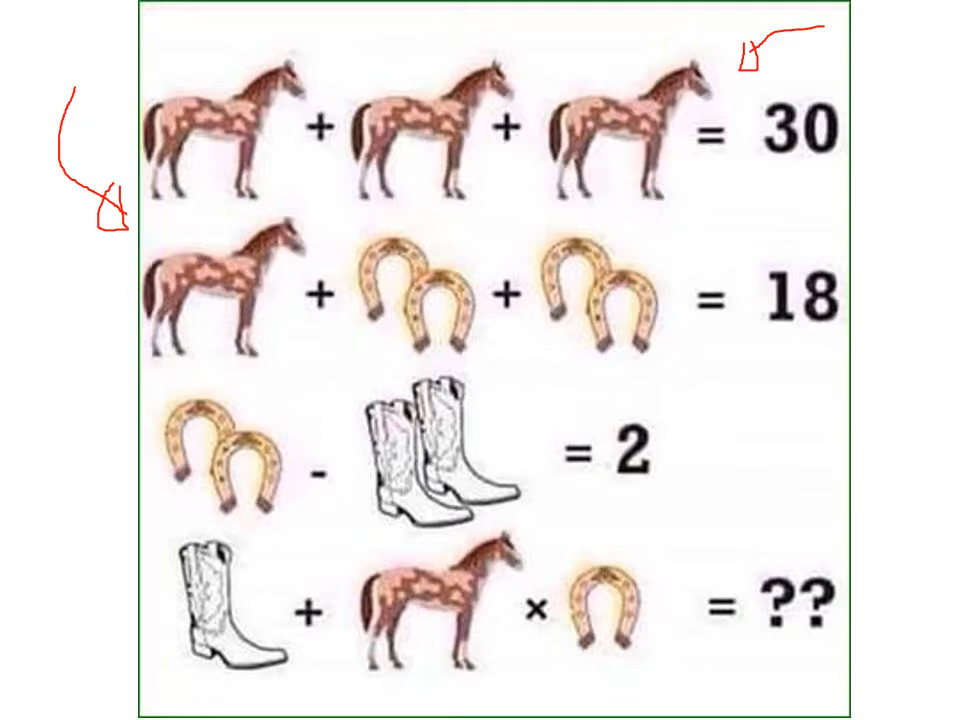 + + = 30
+ + = 18
- = 2
+ × = ??